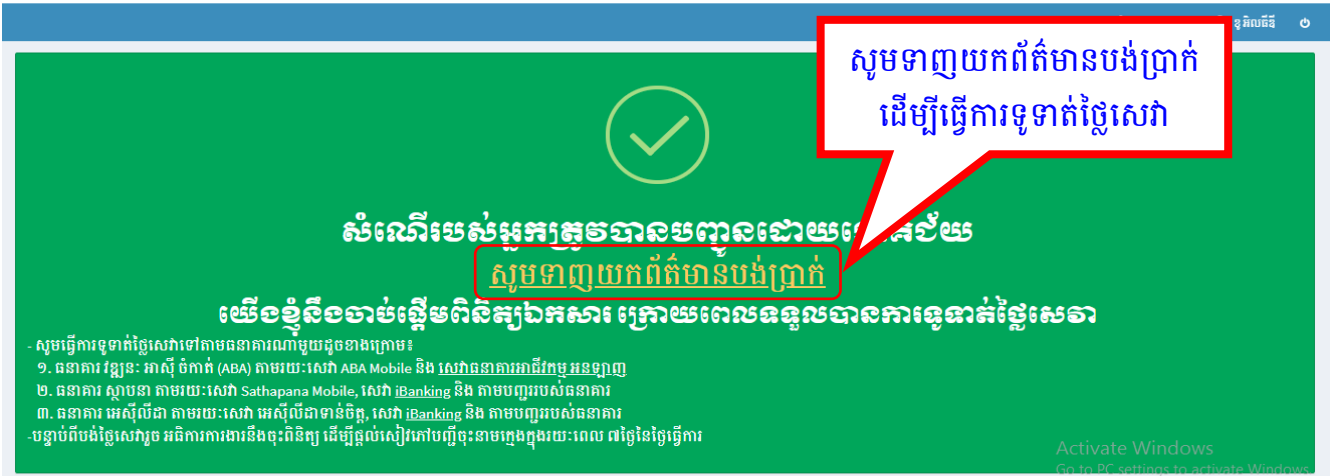 ខូអិលធីឌី
សូមទាញយកព័ត៌មានបង់ប្រាក់
ដើម្បីធ្វើការទូទាត់ថ្លៃសេវា
សំណើរបស់អ្នកត្រូវបានបញ្ជូនដោយជ័យ
សូមទាញយកព័ត៌មានបង់ប្រាក់
យើងខ្ញុំនឹងចាប់ផ្តើមពិនិត្យឯកសារ ក្រោយពេលទទួលបានការទូទាត់ថ្លៃសេវា
- សូមធ្វើការទូទាត់ថ្លៃសេវាទៅតាមធនាគារណាមួយដូចខាងក្រោម៖
១. ធនាគារ វឌ្ឍនៈ អាស៊ី ចំកាត់ (ABA) តាមរយៈសេវា ABA Mobile និង សេវាធនាគារអាជីវកម្មអនឡាញ
២. ធនាគារ ស្ថាបនា តាមរយៈសេវា Sathapana Mobile, សេវា iBanking និង តាមបញ្ជររបស់ធនាគារ
៣. ធនាគារ អេស៊ីលីដា តាមរយៈសេវា អេស៊ីលីដាទាន់ចិត្ត, សេវា iBanking និង តាមបញ្ជររបស់ធនាគារ
-បន្ទាប់ពីបង់ថ្លៃសេវារួច អធិការការងារនឹងចុះពិនិត្យ ដើម្បីផ្តល់សៀវភៅបញ្ជីចុះនាមក្មេងក្នុងរយៈពេល ៧ថ្ងៃនៃថ្ងៃធ្វើការ
Activate Windows
Go to PC settings to activate Windows.